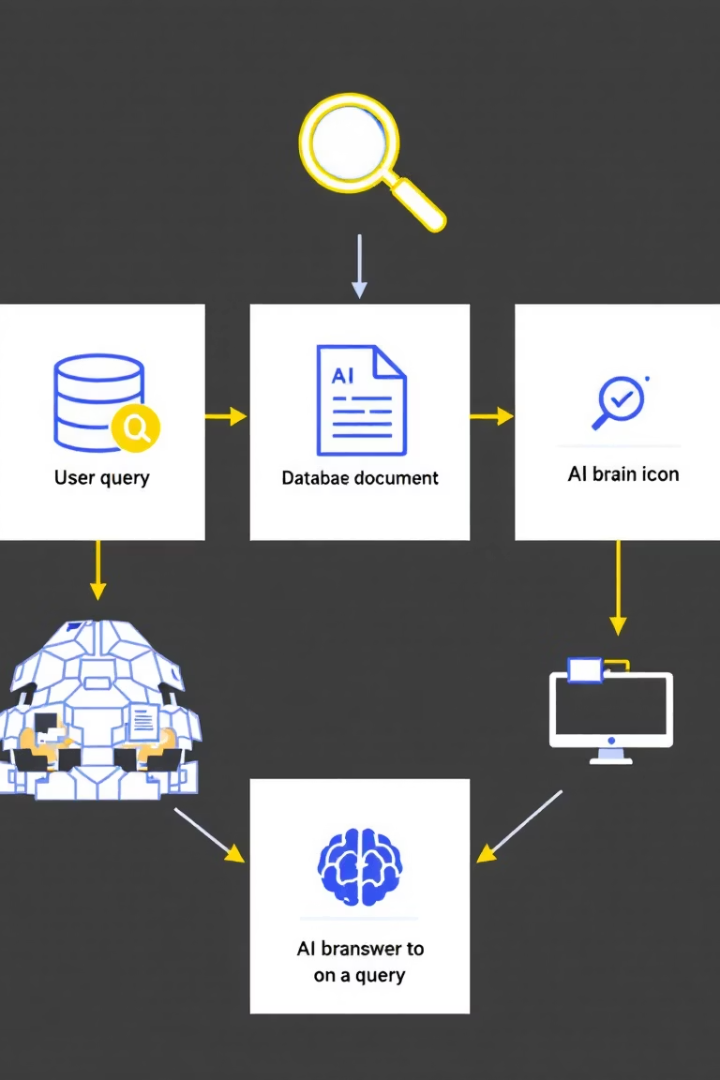 AI
User query
Databae document
AI brain icon
AI branswer to
on a query